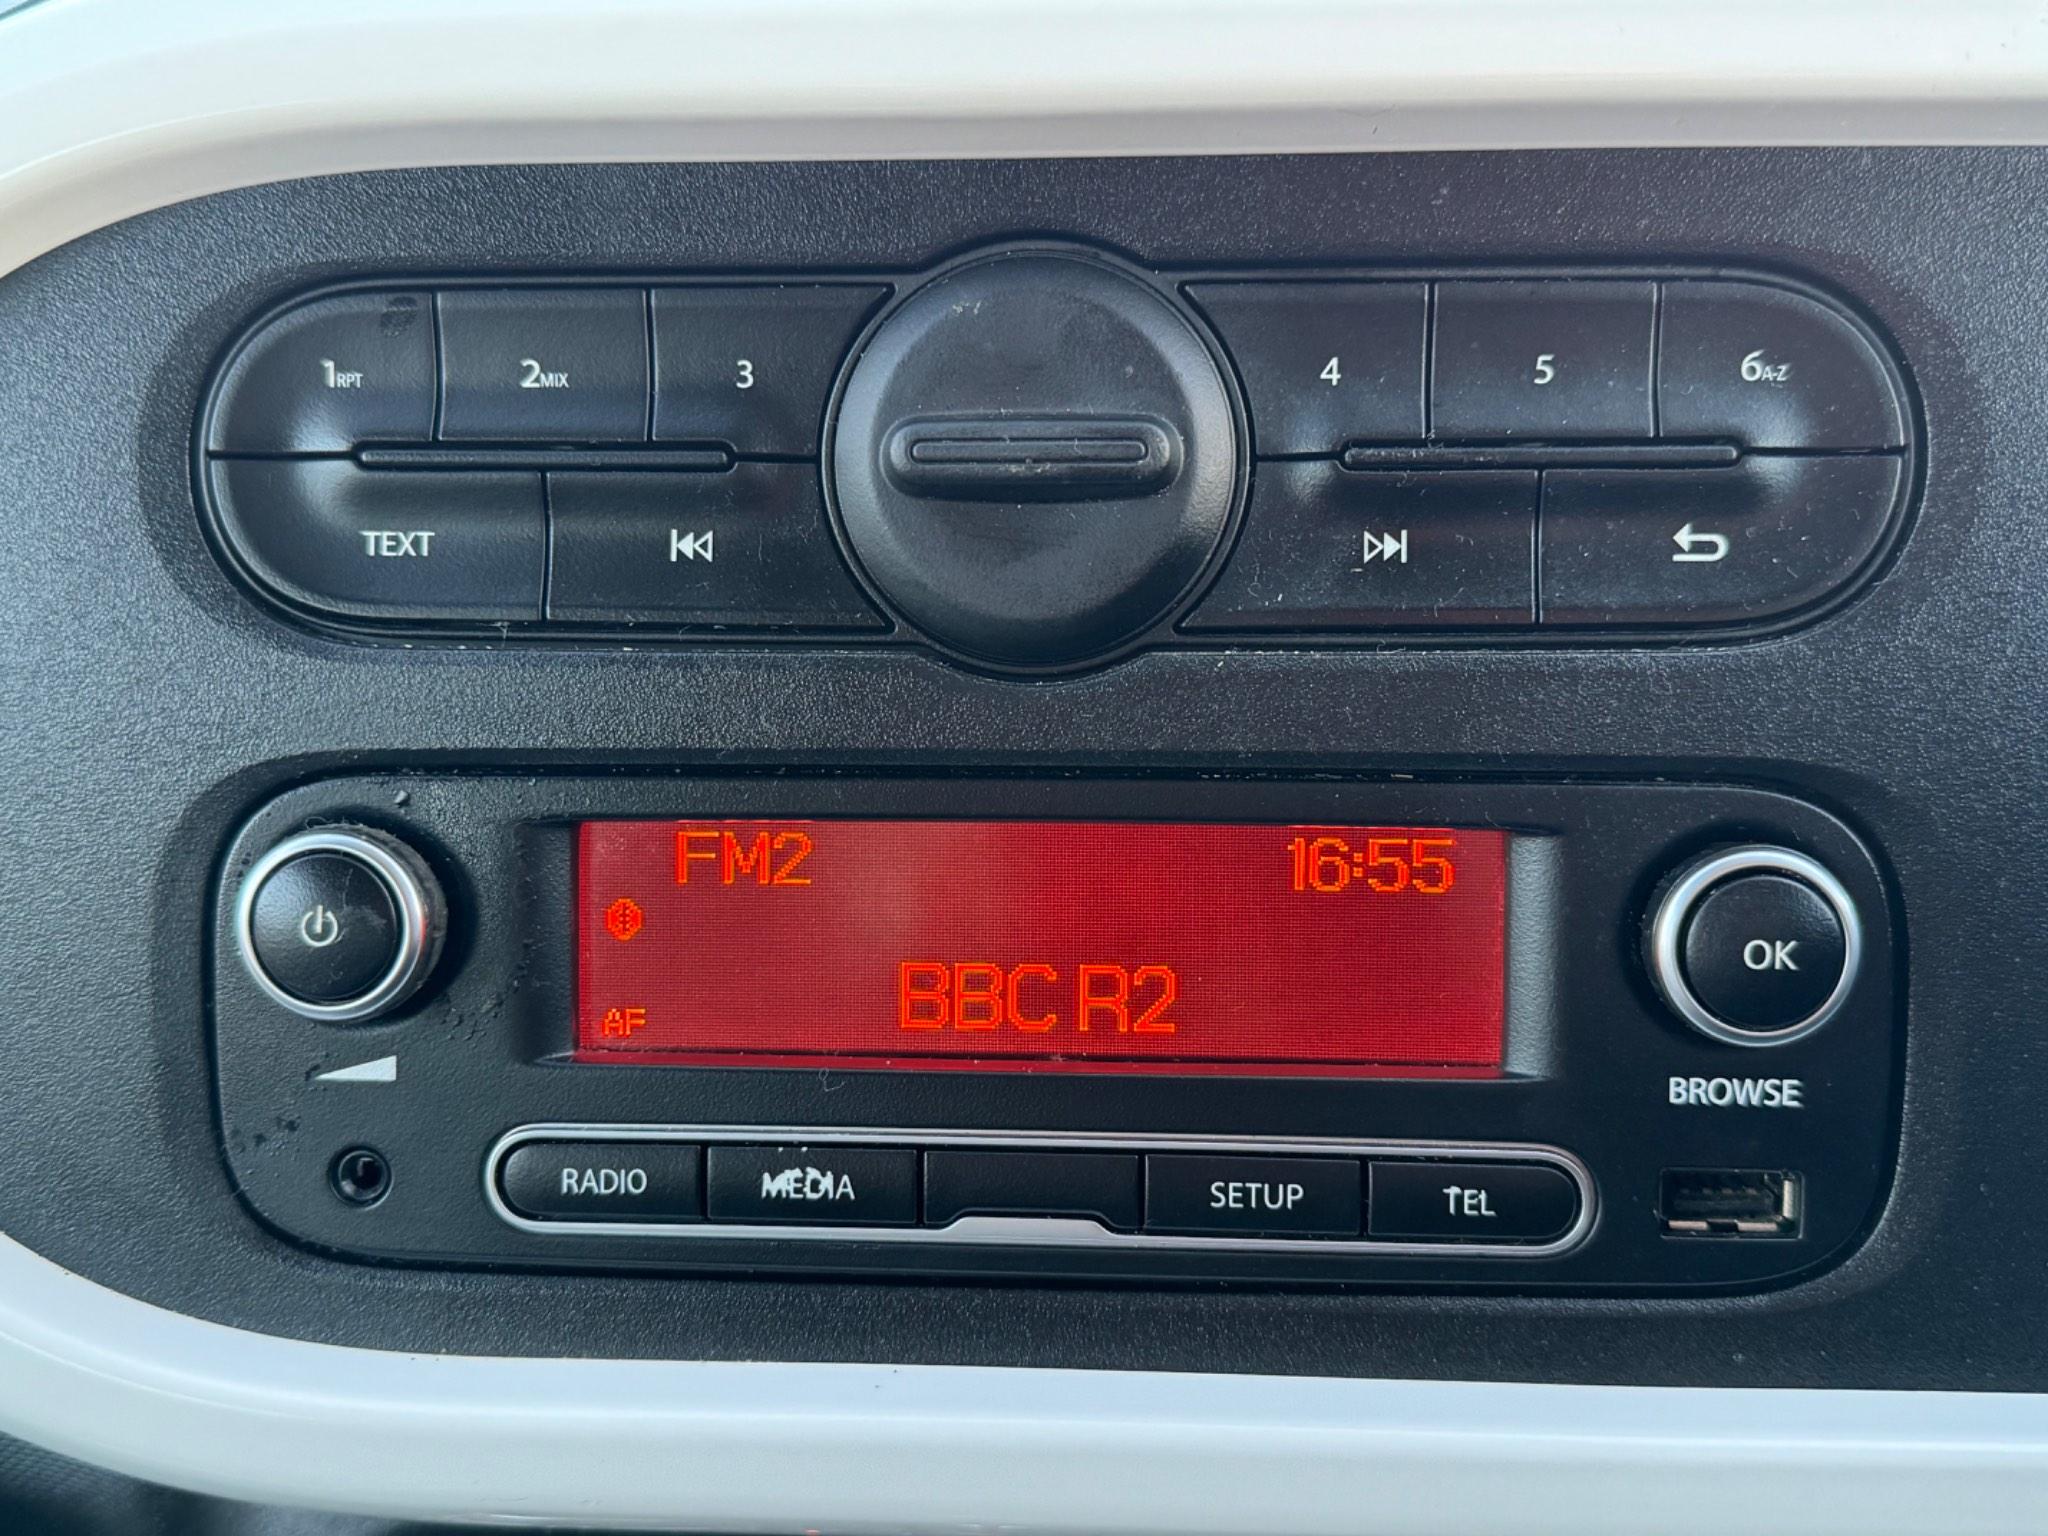 1RPT 2MIX 3 4 5 6A-Z
TEXT
FM2 16:55
BBC R2
AF
OK
BROWSE
RADIO MEDIA SETUP TEL